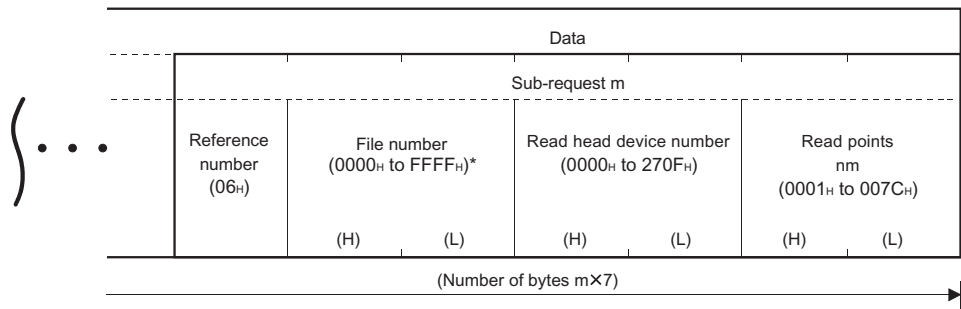 Data
Sub-request m
Reference
number
(06H)
File number
(0000H to FFFFH)*
(H) (L)
Read head device number
(0000H to 270FH)
(H) (L)
Read points
nm
(0001H to 007CH)
(H) (L)
(Number of bytes m×7)